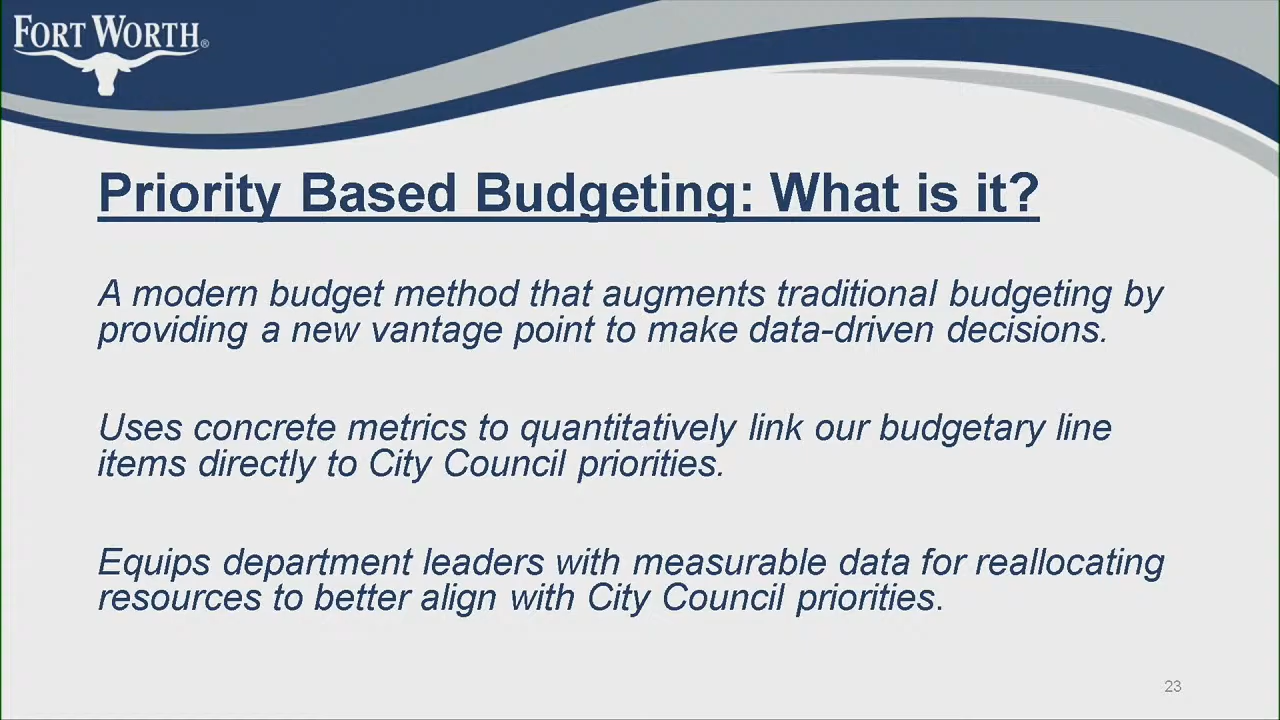 FORT WORTH®
Priority Based Budgeting: What is it?
A modern budget method that augments traditional budgeting by
providing a new vantage point to make data-driven decisions.
Uses concrete metrics to quantitatively link our budgetary line
items directly to City Council priorities.
Equips department leaders with measurable data for reallocating
resources to better align with City Council priorities.
23